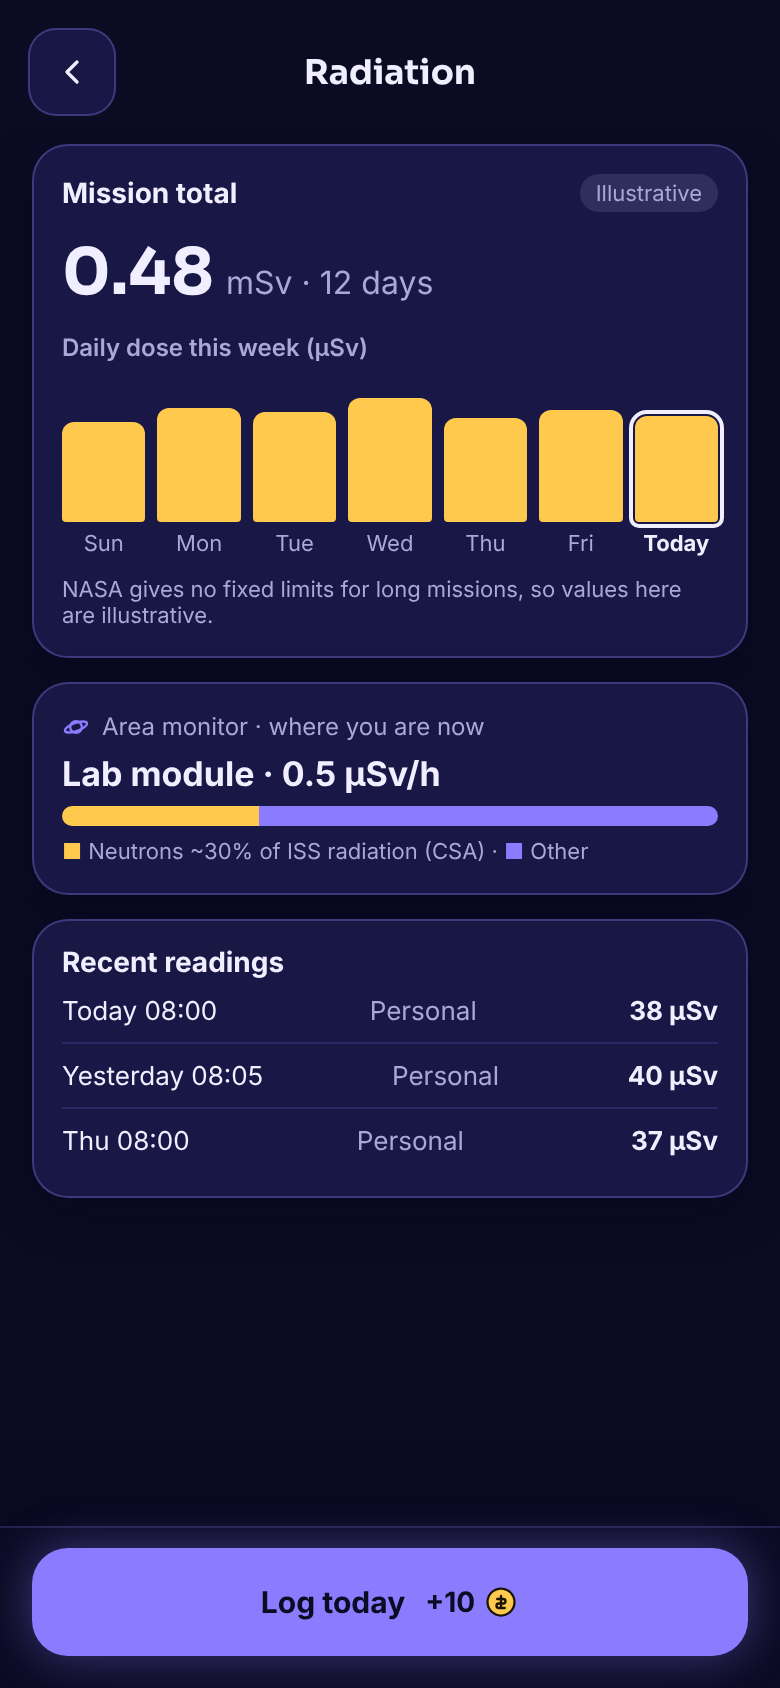 Radiation
Mission total
Illustrative
0.48 mSv · 12 days
Daily dose this week (µSv)
Sun Mon Tue Wed Thu Fri Today
NASA gives no fixed limits for long missions, so values here
are illustrative.
Area monitor · where you are now
Lab module · 0.5 µSv/h
Neutrons ~30% of ISS radiation (CSA) · Other
Recent readings
Today 08:00 Personal 38 µSv
Yesterday 08:05 Personal 40 µSv
Thu 08:00 Personal 37 µSv
Log today +10